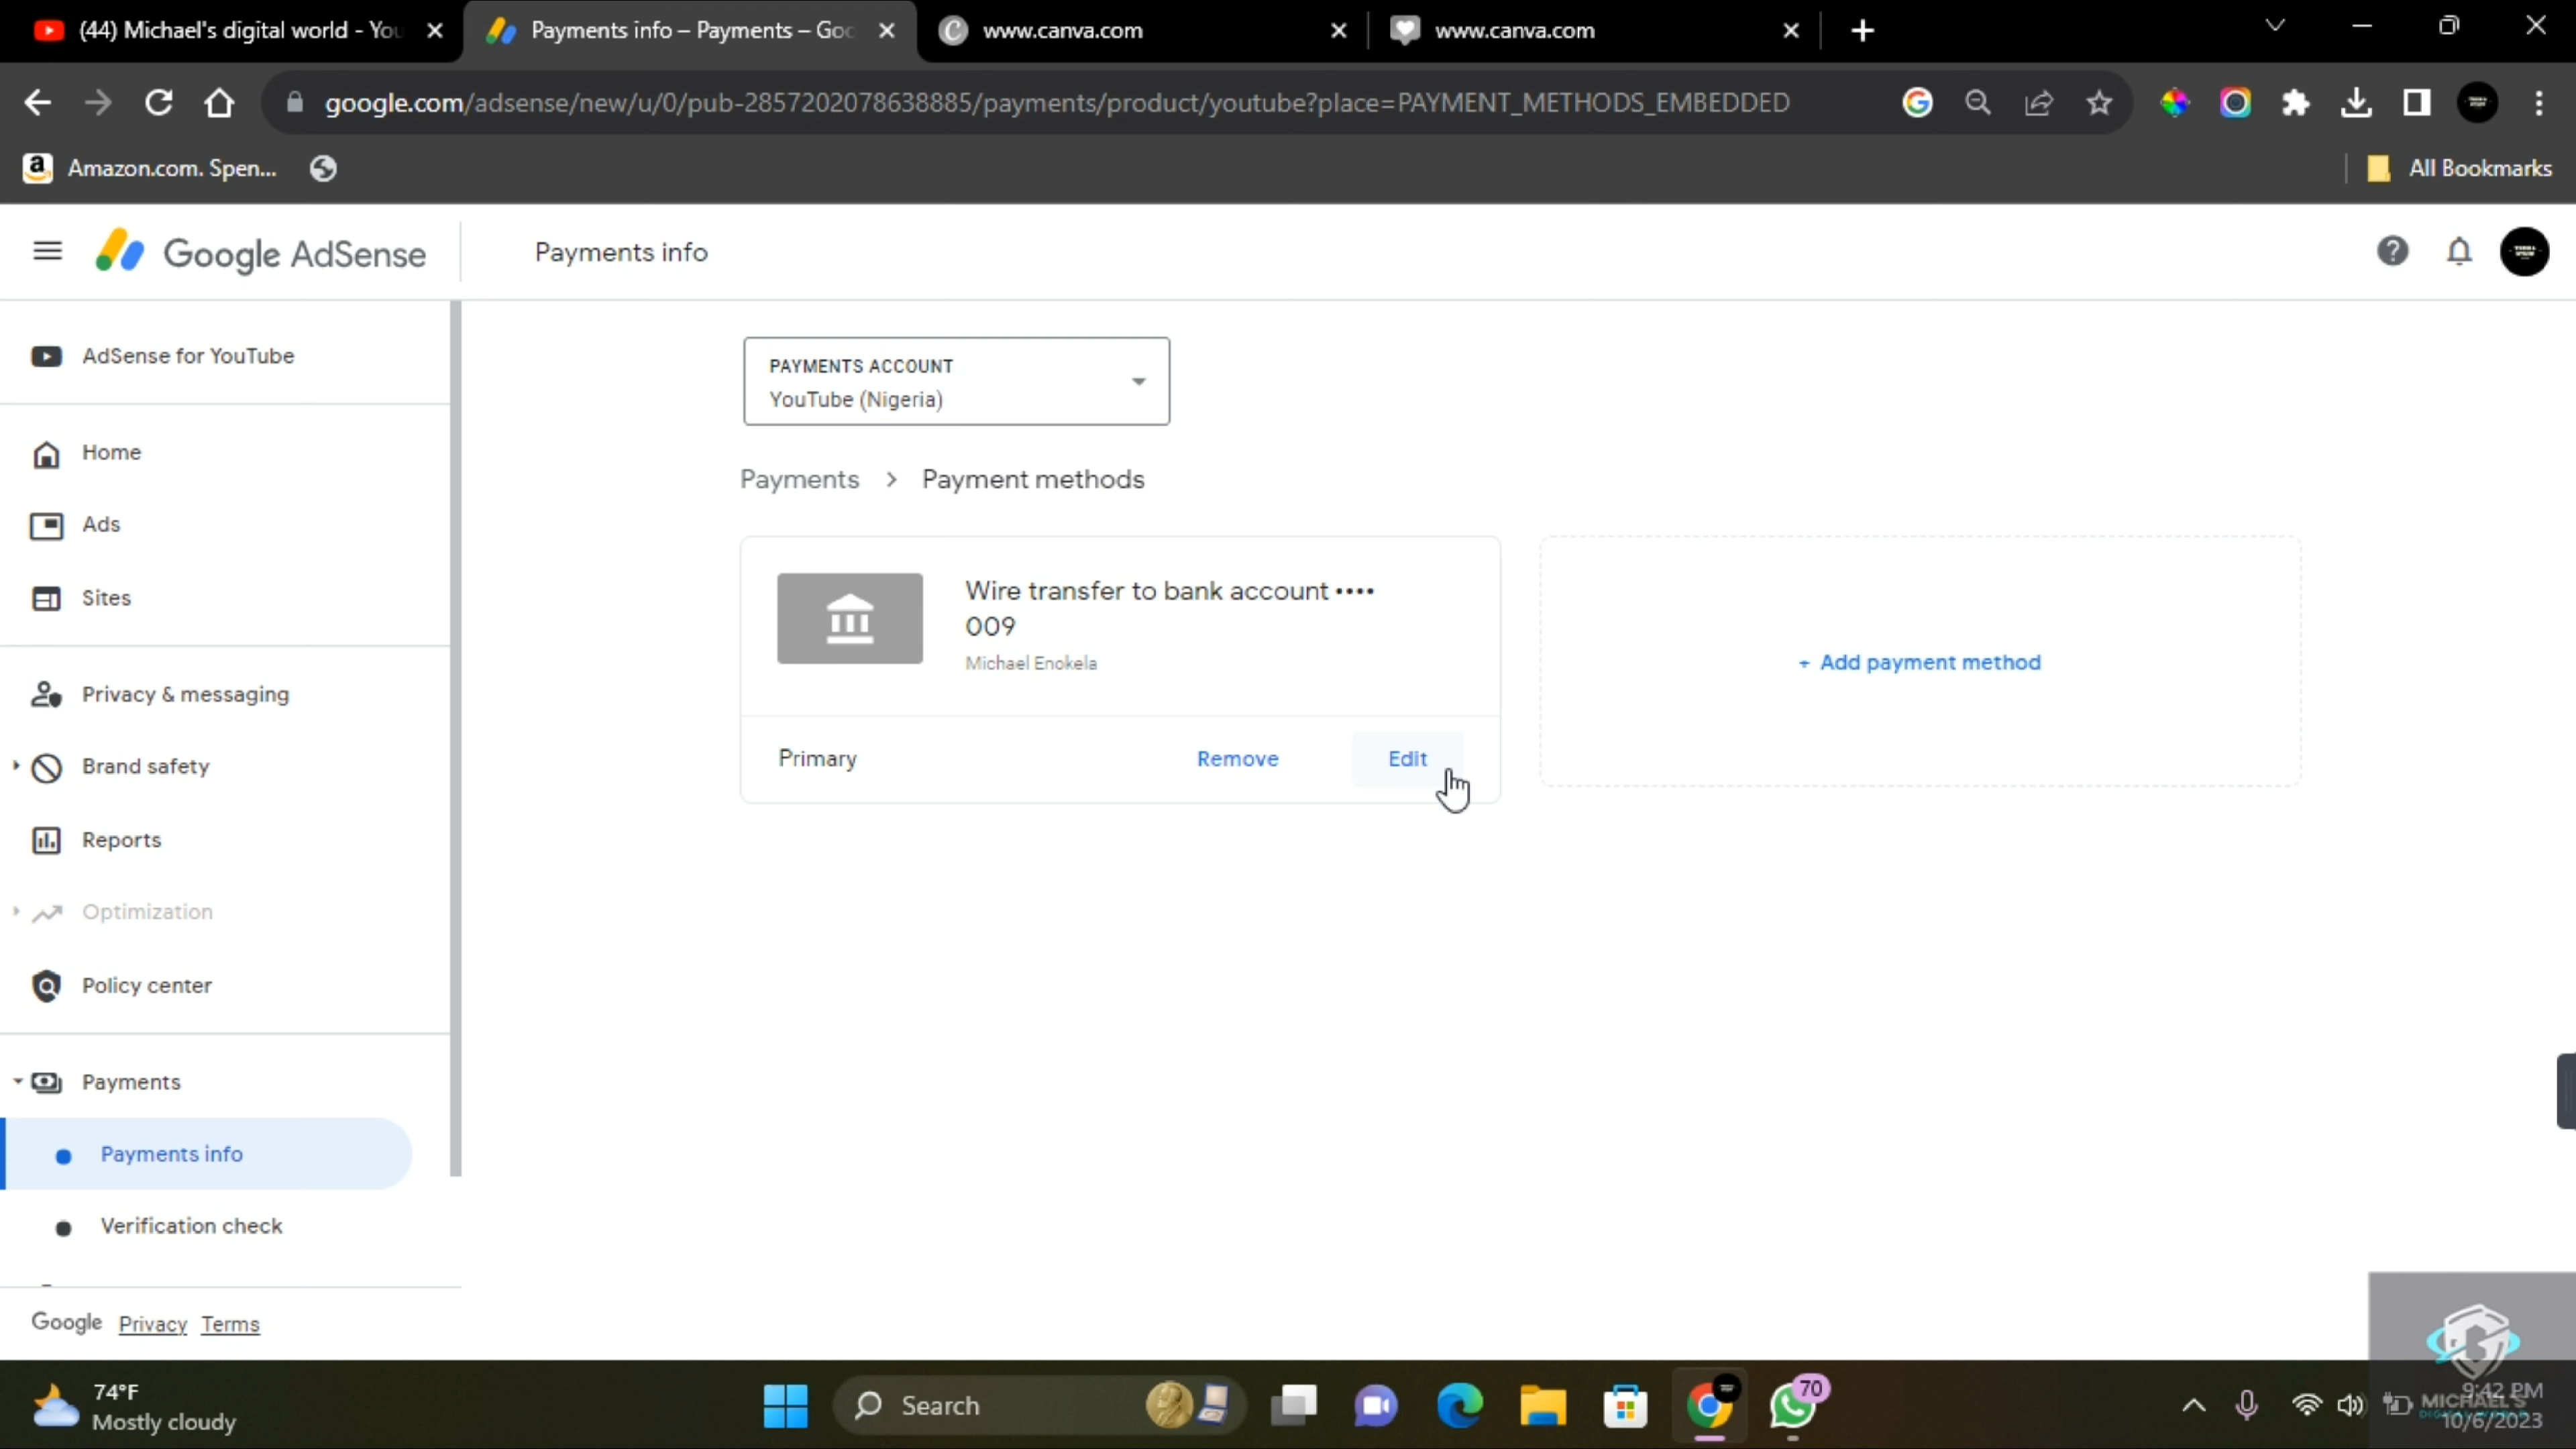 (44) Michael's digital world - You
Payments info – Payments – Goo
www.canva.com
www.canva.com
google.com/adsense/new/u/0/pub-2857202078638885/payments/product/youtube?place=PAYMENT_METHODS_EMBEDDED
Amazon.com. Spen...
All Bookmarks
Google AdSense
Payments info
AdSense for YouTube
Home
Ads
Sites
Privacy & messaging
Brand safety
Reports
Optimization
Policy center
Payments
Payments info
Verification check
Google Privacy Terms
PAYMENTS ACCOUNT
YouTube (Nigeria)
Payments > Payment methods
Wire transfer to bank account ••••
009
Michael Enokela
Primary
Remove
Edit
+ Add payment method
74°F
Mostly cloudy
Search
70
9:42 PM
MICHAEL'S
10/6/2023